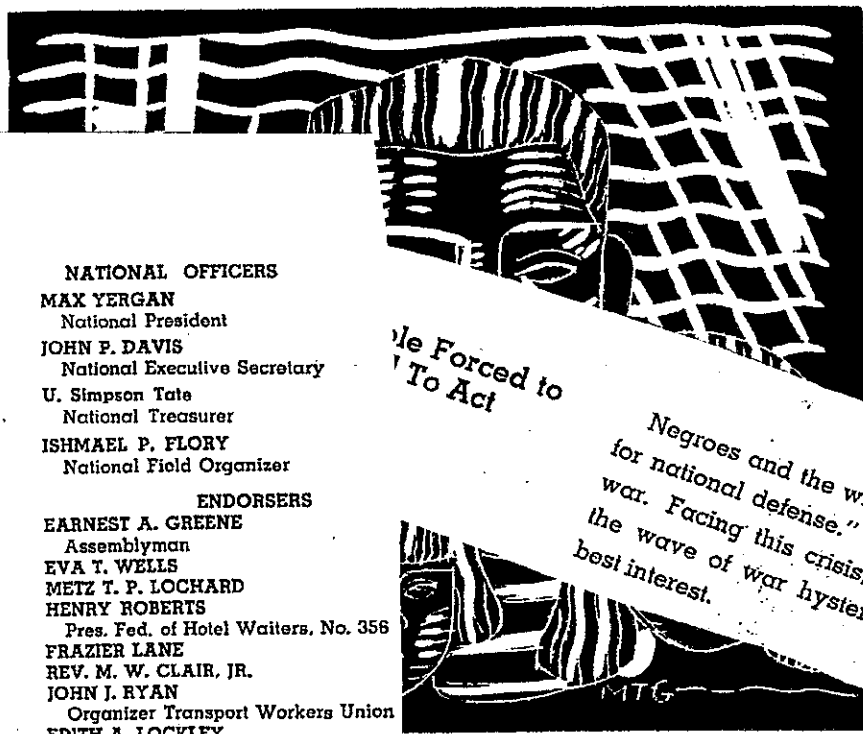 NATIONAL OFFICERS
MAX YERGAN
National President
JOHN P. DAVIS
National Executive Secretary
U. Simpson Tate
National Treasurer
ISHMAEL P. FLORY
National Field Organizer
ENDORSERS
EARNEST A. GREENE
Assemblyman
EVA T. WELLS
METZ T. P. LOCHARD
HENRY ROBERTS
Pres. Fed. of Hotel Waiters, No. 356
FRAZIER LANE
REV. M. W. CLAIR, JR.
JOHN J. RYAN
Organizer Transport Workers Union
EDITH A. LOCKLEY
Forced to
To Act
Negroes and the
for national defense."
war. Facing this crisis
the wave of war
best interest.
MTG